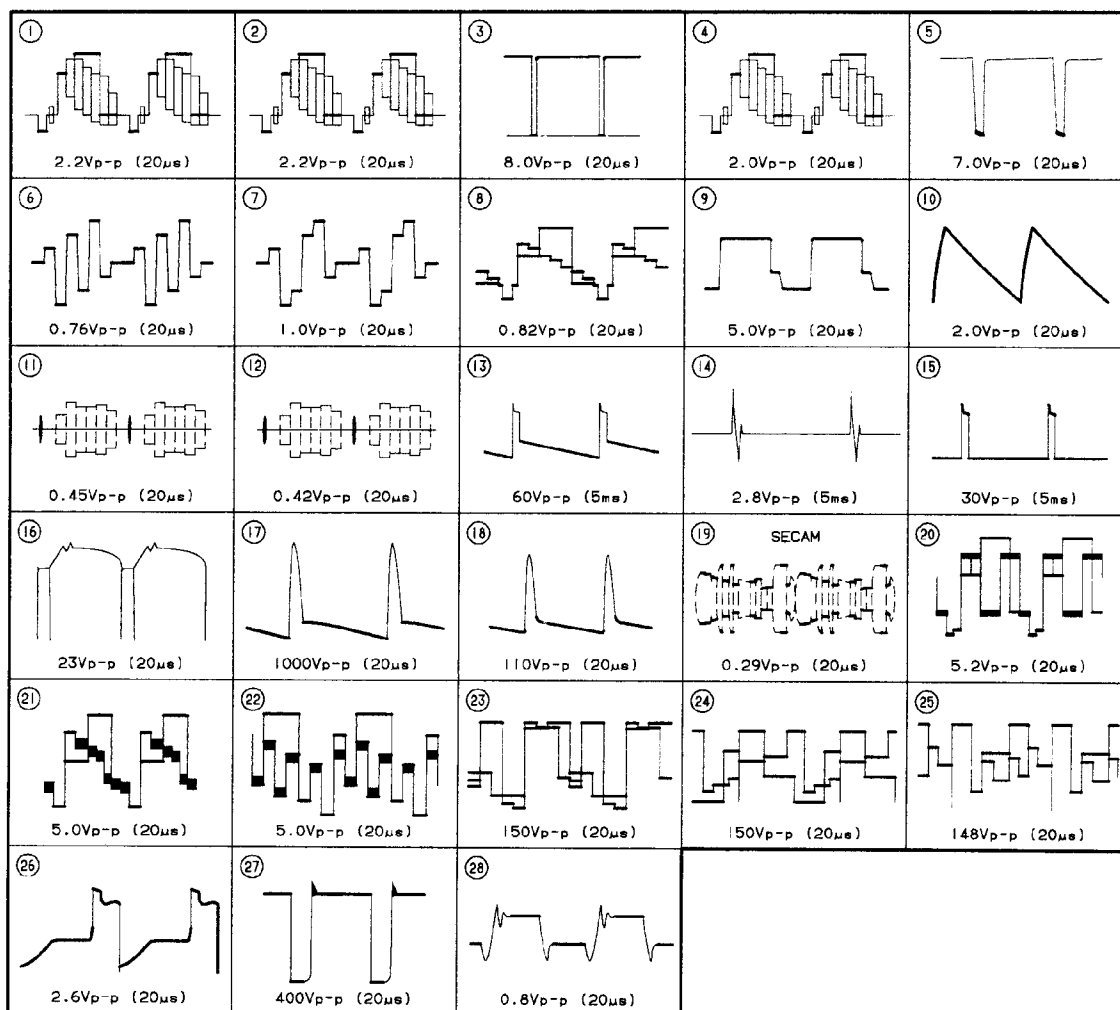 ① ② ③ ④ ⑤
2.2Vp-p (20µs) 2.2Vp-p (20µs) 8.0Vp-p (20µs) 2.0Vp-p (20µs) 7.0Vp-p (20µs)
⑥ ⑦ ⑧ ⑨ ⑩
0.76Vp-p (20µs) 1.0Vp-p (20µs) 0.82Vp-p (20µs) 5.0Vp-p (20µs) 2.0Vp-p (20µs)
⑪ ⑫ ⑬ ⑭ ⑮
0.45Vp-p (20µs) 0.42Vp-p (20µs) 60Vp-p (5ms) 2.8Vp-p (5ms) 30Vp-p (5ms)
⑯ ⑰ ⑱ ⑲ SECAM ⑳
23Vp-p (20µs) 1000Vp-p (20µs) 110Vp-p (20µs) 0.29Vp-p (20µs) 5.2Vp-p (20µs)
㉑ ㉒ ㉓ ㉔ ㉕
5.0Vp-p (20µs) 5.0Vp-p (20µs) 150Vp-p (20µs) 150Vp-p (20µs) 148Vp-p (20µs)
㉖ ㉗ ㉘
2.6Vp-p (20µs) 400Vp-p (20µs) 0.8Vp-p (20µs)